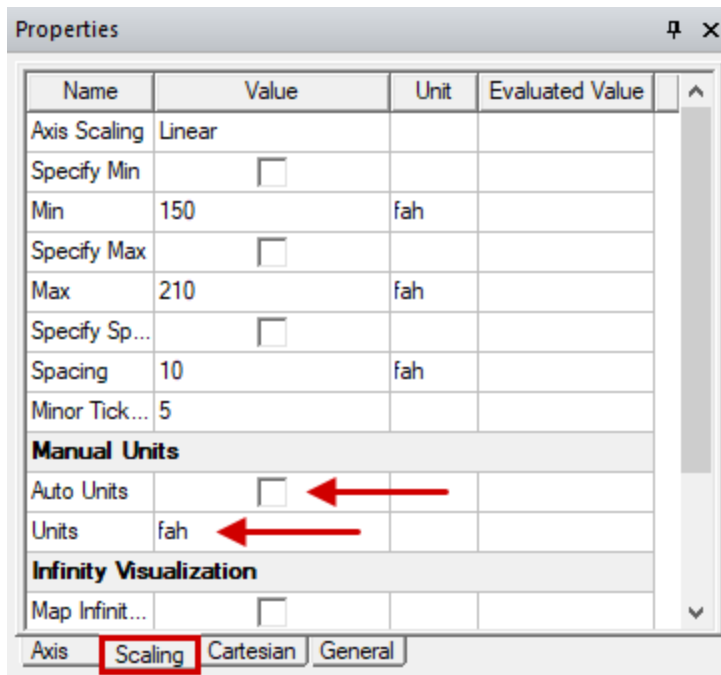 Properties
Name Value Unit Evaluated Value
Axis Scaling Linear
Specify Min
Min 150 fah
Specify Max
Max 210 fah
Specify Sp...
Spacing 10 fah
Minor Tick... 5
Manual Units
Auto Units
Units fah
Infinity Visualization
Map Infinit...
Axis Scaling Cartesian General